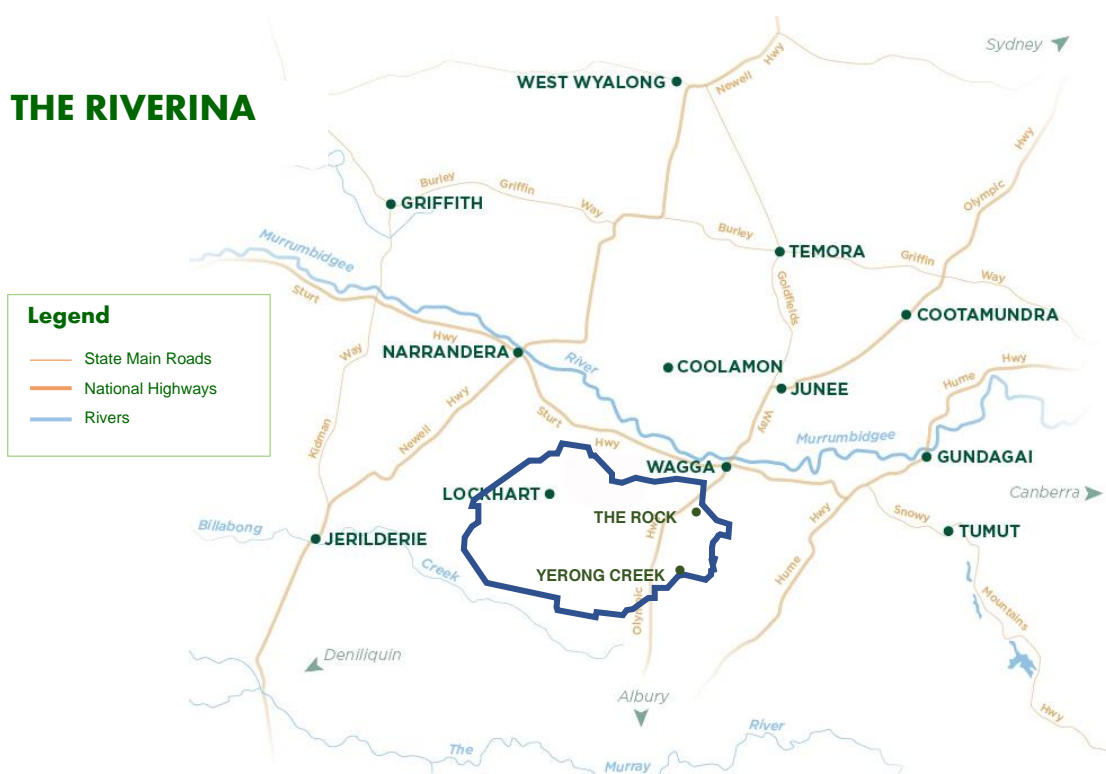 Sydney
Hwy
WEST WYALONG
Newell
THE RIVERINA
Hwy
Burley
Griffin
Way
GRIFFITH
Olympic
Burley
Murrumbidgee
TEMORA
Griffin
Way
Sturt
Goldfields
Legend
COOTAMUNDRA
State Main Roads
National Highways
Rivers
Hwy
NARRANDERA
Way
River
COOLAMON
Hwy
Hume
JUNEE
Hwy
Sturt
Way
Newell
Kidman
Hwy
Murrumbidgee
WAGGA
GUNDAGAI
LOCKHART
Canberra
THE ROCK
Hwy
Hwy
Snowy
Billabong
JERILDERIE
TUMUT
Creek
YERONG CREEK
Hume
Olympic
Mountains
Deniliquin
Albury
Hwy
The
River
Murray